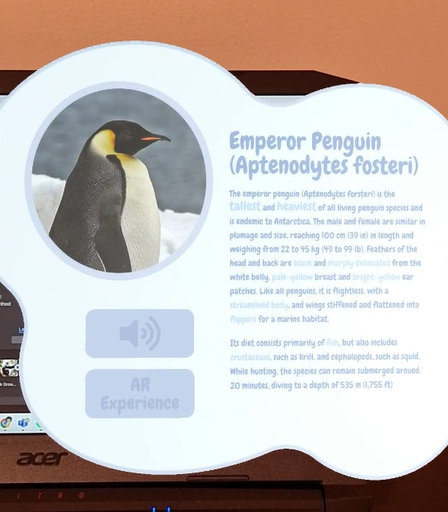 Emperor Penguin
(Aptenodytes fosteri)
The emperor penguin (Aptenodytes forsteri) is the
tallest and heaviest of all living penguin species and
is endemic to Antarctica. The male and female are similar in
plumage and size, reaching 100 cm (39 in) in length and
weighing from 22 to 45 kg (49 to 99 lb). Feathers of the
head and back are black and sharply delineated from the
white belly, pale-yellow breast and bright-yellow ear
patches. Like all penguins, it is flightless, with a
streamlined body, and wings stiffened and flattened into
flippers for a marine habitat.
Its diet consists primarily of fish, but also includes
crustaceans, such as krill, and cephalopods, such as squid.
While hunting, the species can remain submerged around
20 minutes, diving to a depth of 535 m (1,755 ft)
AR
Experience
acer